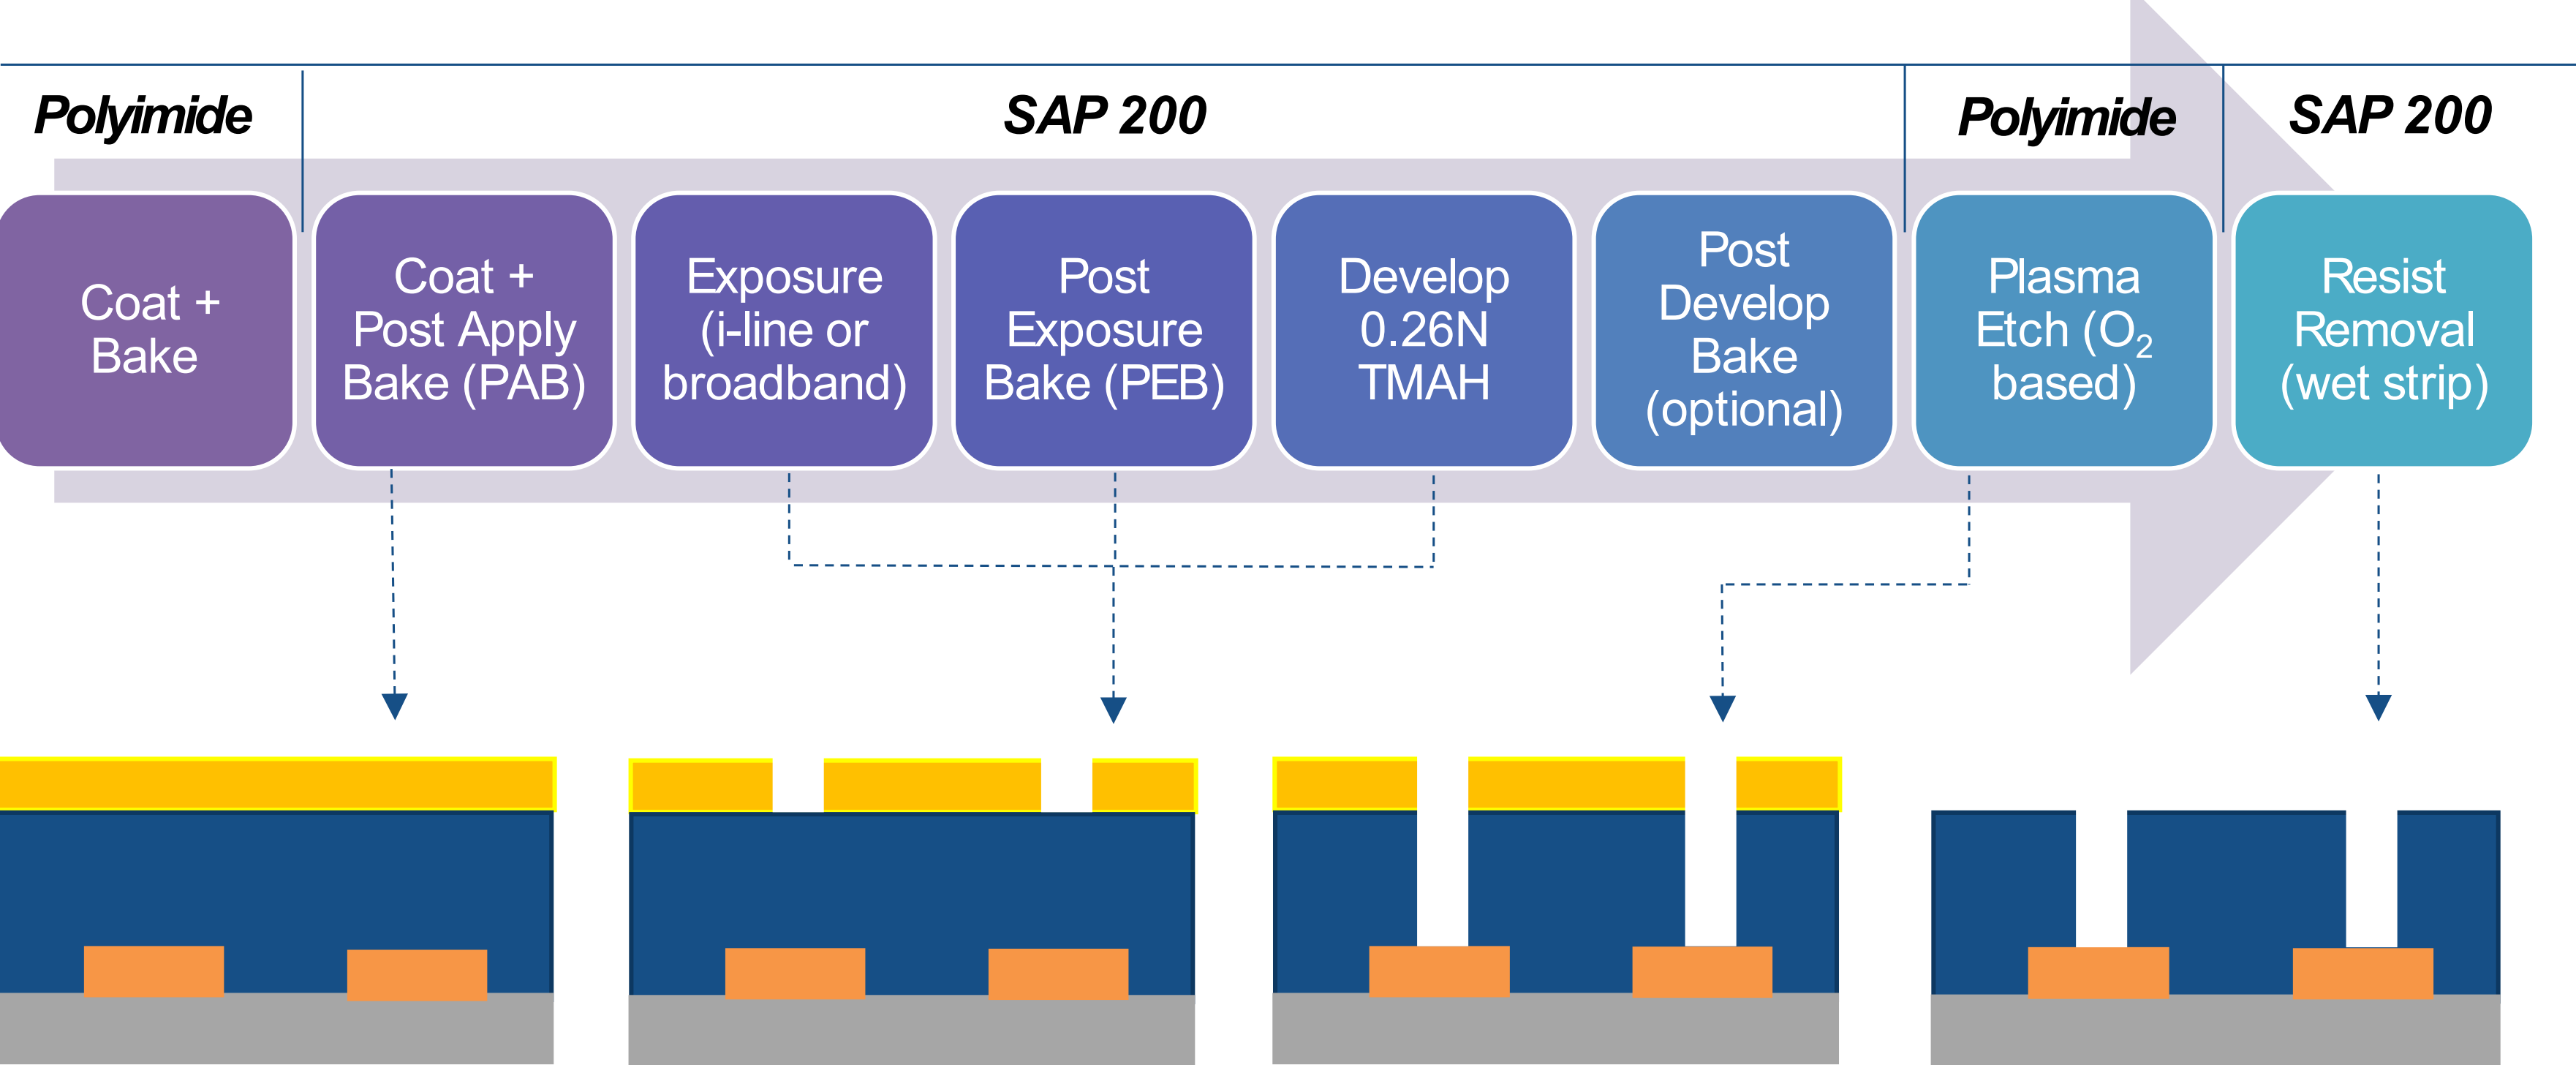 Polyimide
SAP 200
Polyimide
SAP 200
Coat +
Bake
Coat +
Post Apply
Bake (PAB)
Exposure
(i-line or
broadband)
Post
Exposure
Bake (PEB)
Develop
0.26N
TMAH
Post
Develop
Bake
(optional)
Plasma
Etch (O₂
based)
Resist
Removal
(wet strip)